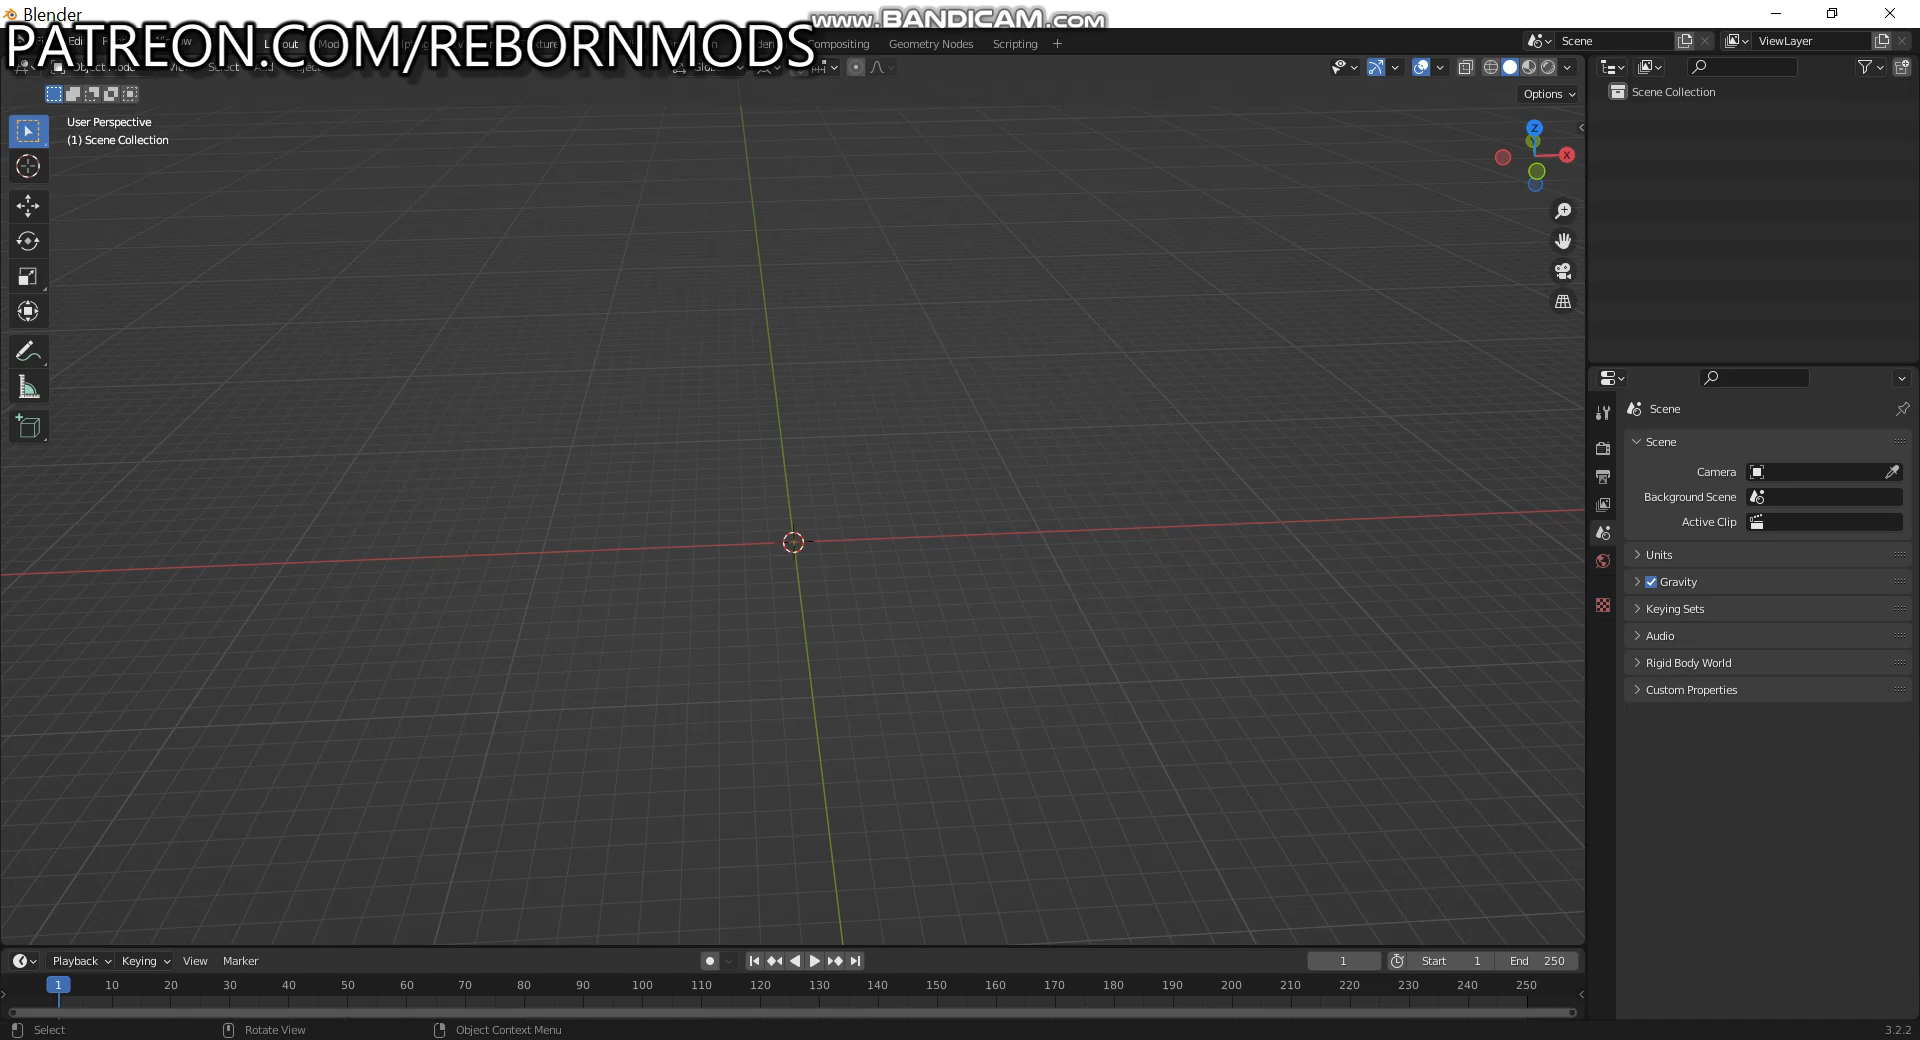 Blender
www.BANDICAM.com
PATREON.COM/REBORNMODS
Compositing
Geometry Nodes
Scripting
+
Scene
ViewLayer
Select
Global
Options
User Perspective
(1) Scene Collection
Z
X
Scene Collection
Scene
Scene
Camera
Background Scene
Active Clip
Units
Gravity
Keying Sets
Audio
Rigid Body World
Custom Properties
Playback
Keying
View
Marker
1
Start 1
End 250
1 10 20 30 40 50 60 70 80 90 100 110 120 130 140 150 160 170 180 190 200 210 220 230 240 250
Select
Rotate View
Object Context Menu
3.2.2